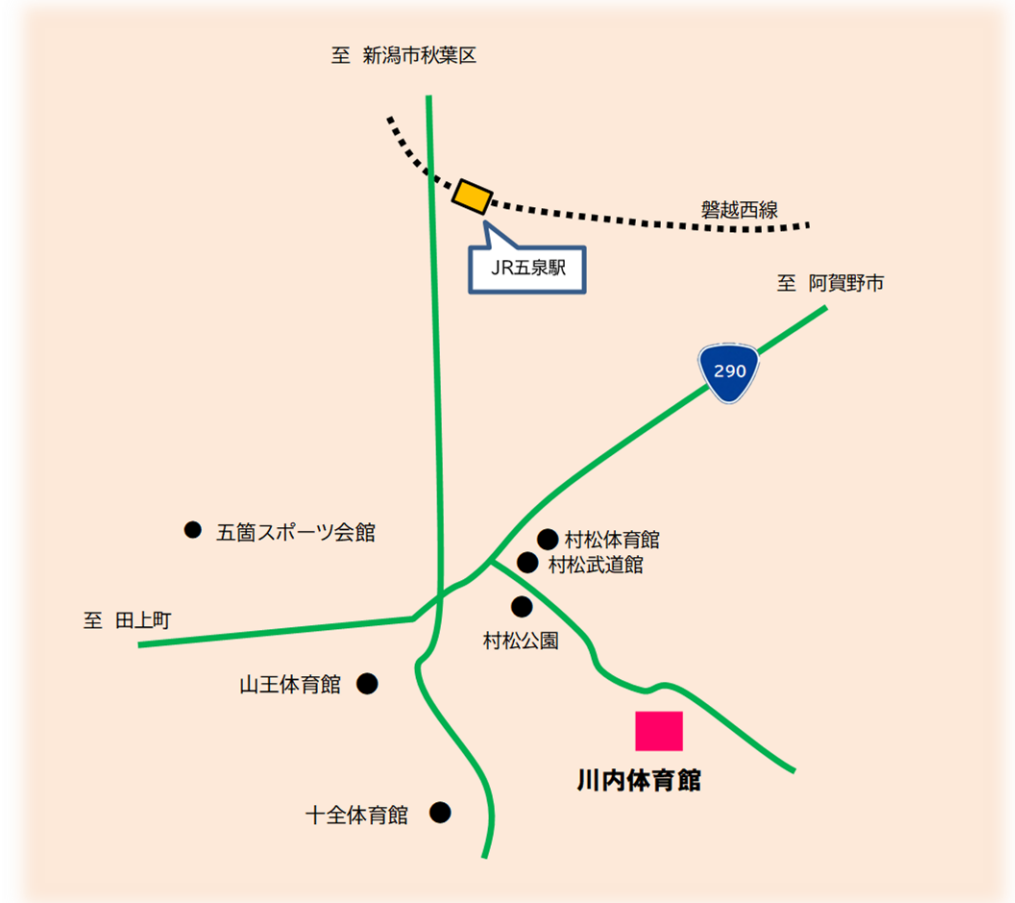 至 新潟市秋葉区
磐越西線
JR五泉駅
至 阿賀野市
290
五箇スポーツ会館
村松体育館
村松武道館
至 田上町
村松公園
山王体育館
川内体育館
十全体育館